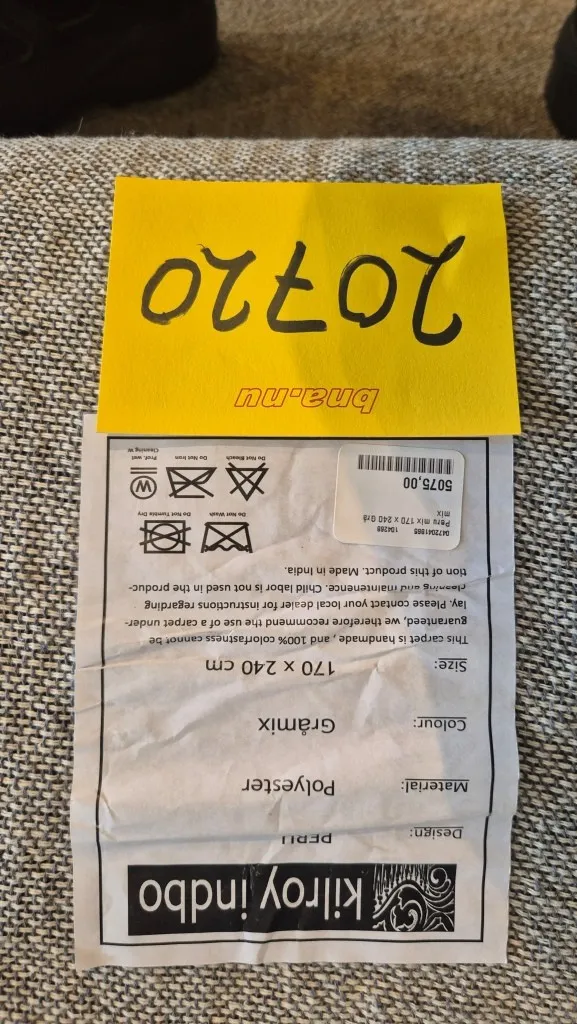 kilroy indbo
Design: PERU
Material: Polyester
Colour: Gråmix
Size: 170 x 240 cm
This carpet is handmade, and 100% colorfastness cannot be
guaranteed, we therefore recommend the use of a carpet under-
lay. Please contact your local dealer for instructions regarding
cleaning and maintenence. Child labor is not used in the produc-
tion of this product. Made in India.
0472041865 104268
Peru mix 170 x 240 Grå
mix
5075,00
Do Not Wash
Do Not Tumble Dry
W
Do Not Bleach
Do Not Iron
Prof. wet
Cleaning W
bna.nu
20720